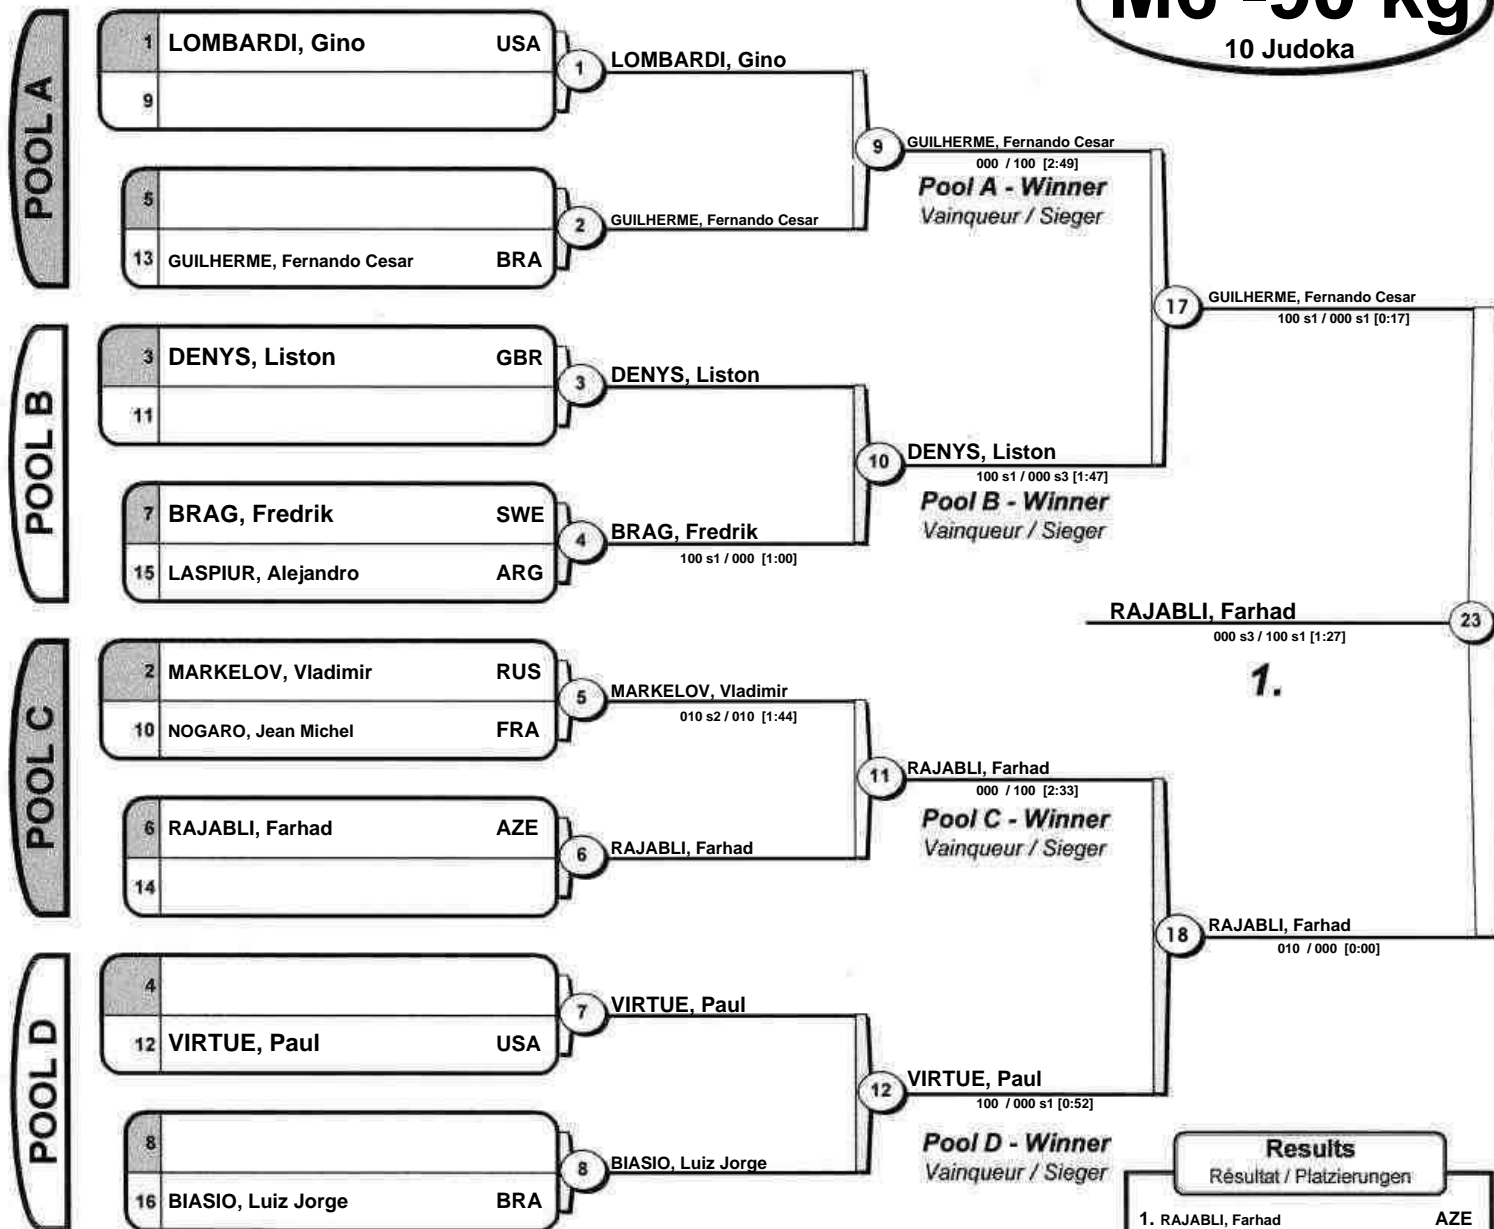 M6 -90 kg
10 Judoka
POOL A
1 LOMBARDI, Gino USA
9
1
LOMBARDI, Gino
5
13 GUILHERME, Fernando Cesar BRA
2
GUILHERME, Fernando Cesar
9
GUILHERME, Fernando Cesar
000 / 100 [2:49]
Pool A - Winner
Vainqueur / Sieger
POOL B
3 DENYS, Liston GBR
11
3
DENYS, Liston
7 BRAG, Fredrik SWE
15 LASPIUR, Alejandro ARG
4
BRAG, Fredrik
100 s1 / 000 [1:00]
10
DENYS, Liston
100 s1 / 000 s3 [1:47]
Pool B - Winner
Vainqueur / Sieger
17
GUILHERME, Fernando Cesar
100 s1 / 000 s1 [0:17]
POOL C
2 MARKELOV, Vladimir RUS
10 NOGARO, Jean Michel FRA
5
MARKELOV, Vladimir
010 s2 / 010 [1:44]
6 RAJABLI, Farhad AZE
14
6
RAJABLI, Farhad
11
RAJABLI, Farhad
000 / 100 [2:33]
Pool C - Winner
Vainqueur / Sieger
POOL D
4
12 VIRTUE, Paul USA
7
VIRTUE, Paul
8
16 BIASIO, Luiz Jorge BRA
8
BIASIO, Luiz Jorge
12
VIRTUE, Paul
100 / 000 s1 [0:52]
Pool D - Winner
Vainqueur / Sieger
18
RAJABLI, Farhad
010 / 000 [0:00]
RAJABLI, Farhad
000 s3 / 100 s1 [1:27]
23
1.
Results
Résultat / Platzierungen
1. RAJABLI, Farhad AZE